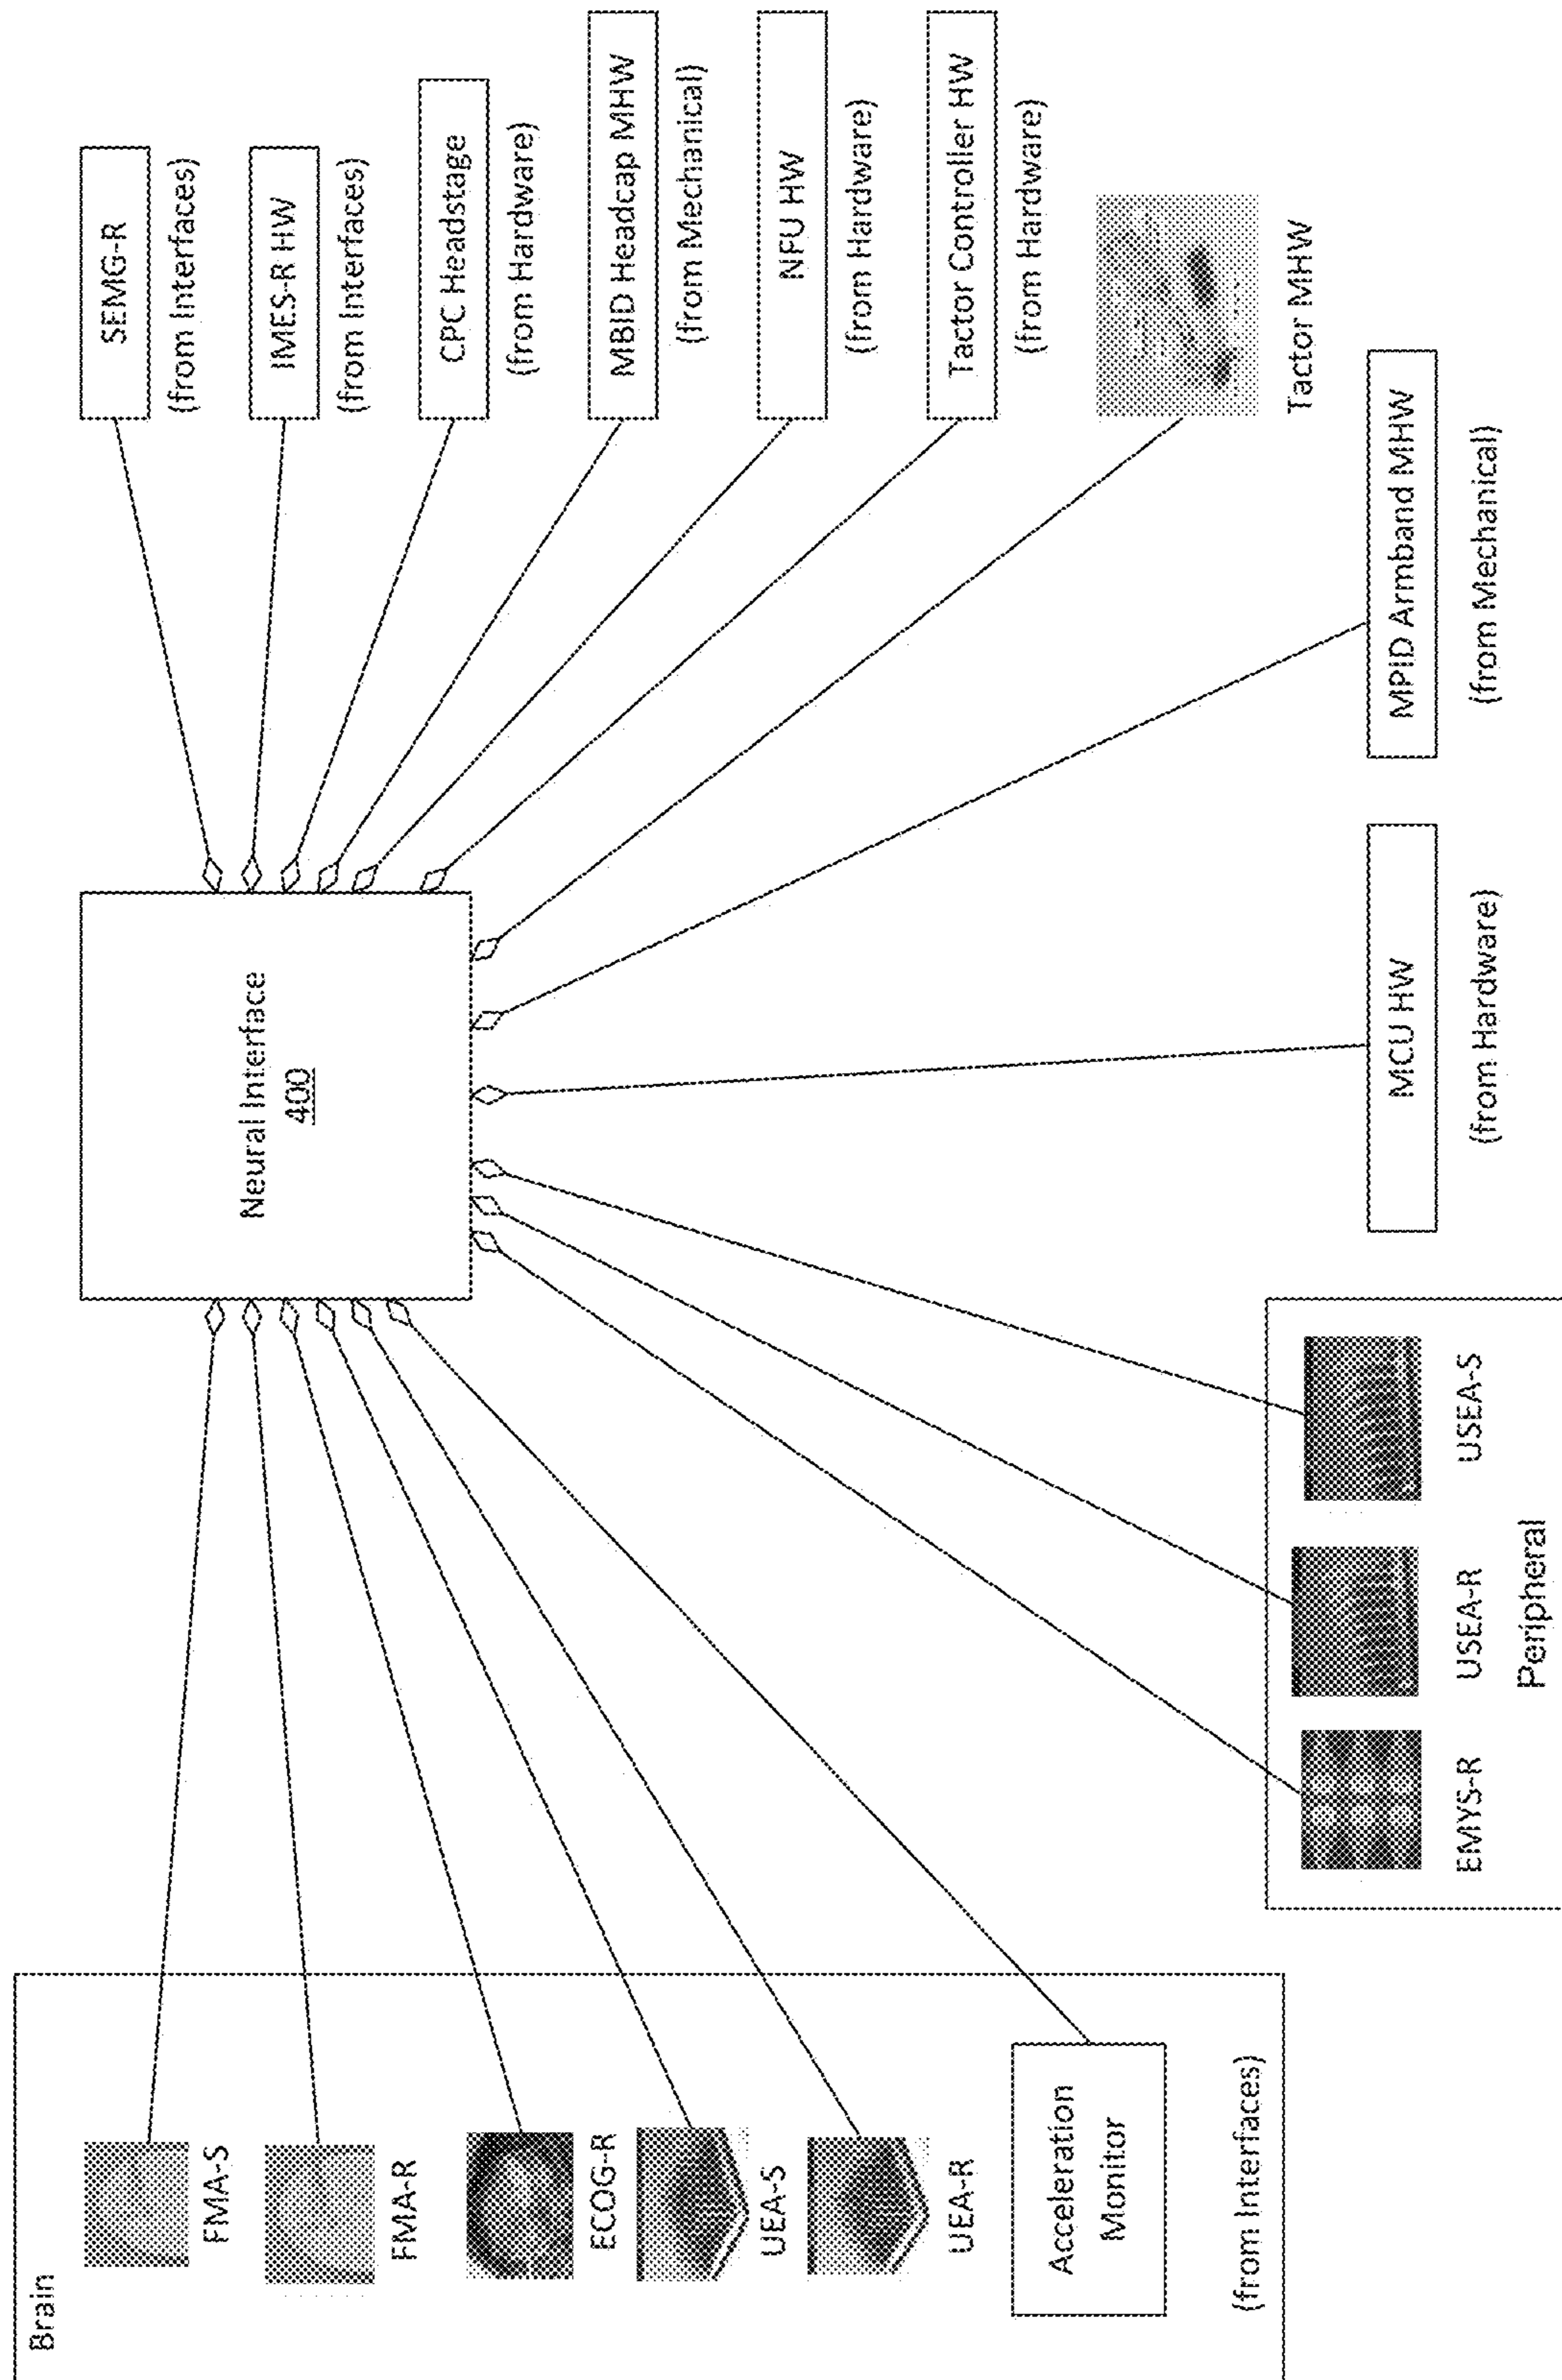 Brain
FMA-S
FMA-R
ECOG-R
UEA-S
UEA-R
Acceleration
Monitor
(from Interfaces)
Neural Interface
400
EMYS-R
USEA-R
USEA-S
Peripheral
MCU HW
(from Hardware)
MPID Armband MHW
(from Mechanical)
SEMG-R
(from Interfaces)
IMES-R HW
(from Interfaces)
CPC Headstage
(from Hardware)
MBID Headcap MHW
(from Mechanical)
NFU HW
(from Hardware)
Tactor Controller HW
(from Hardware)
Tactor MHW